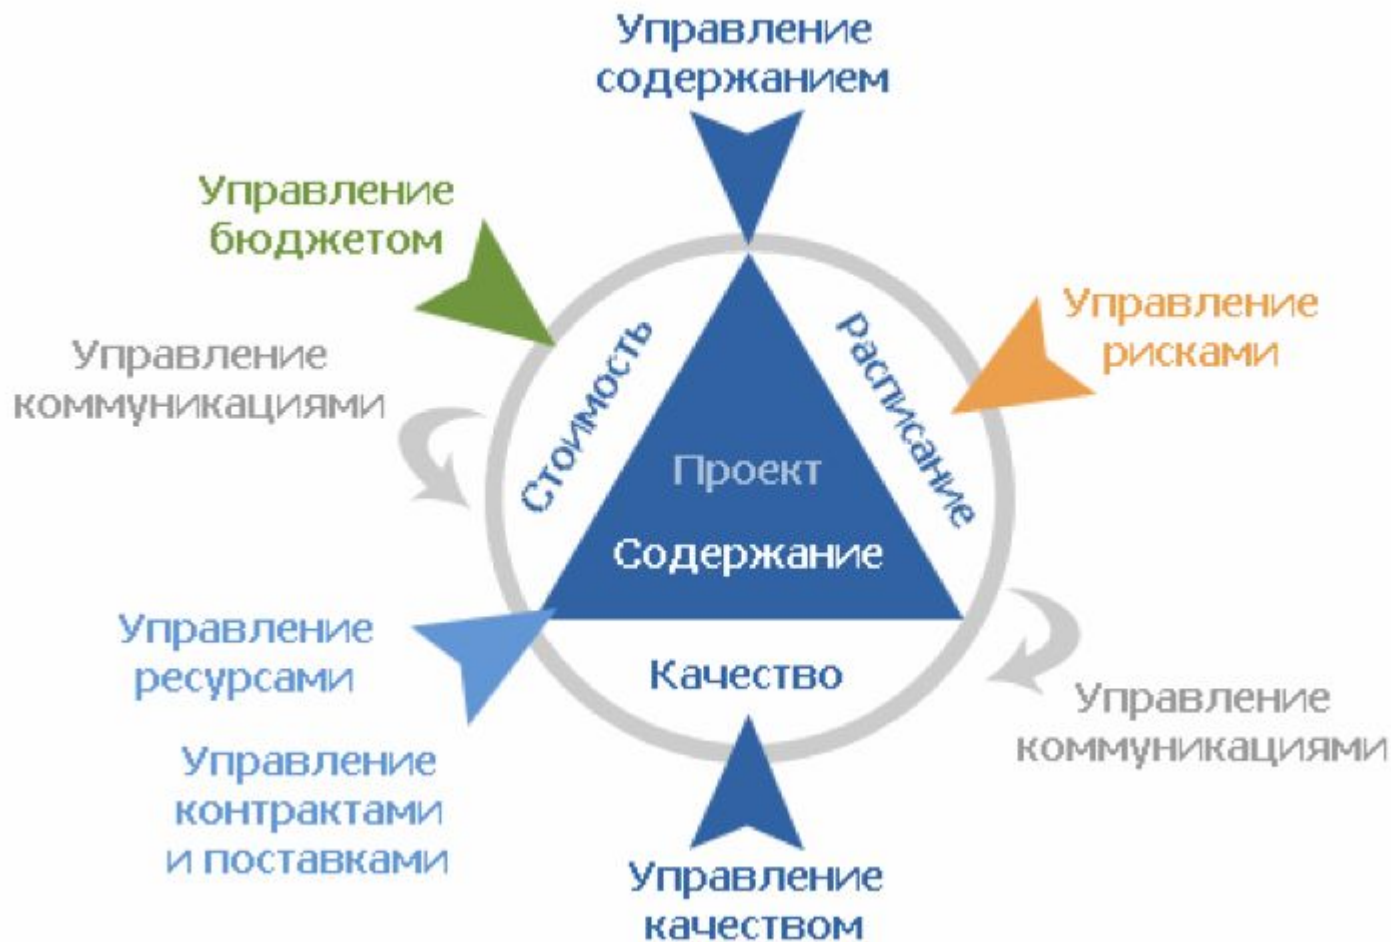 Управление
содержанием
Управление
бюджетом
Управление
рисками
Управление
коммуникациями
Стоимость
Расписание
Проект
Содержание
Управление
ресурсами
Качество
Управление
коммуникациями
Управление
контрактами
и поставками
Управление
качеством